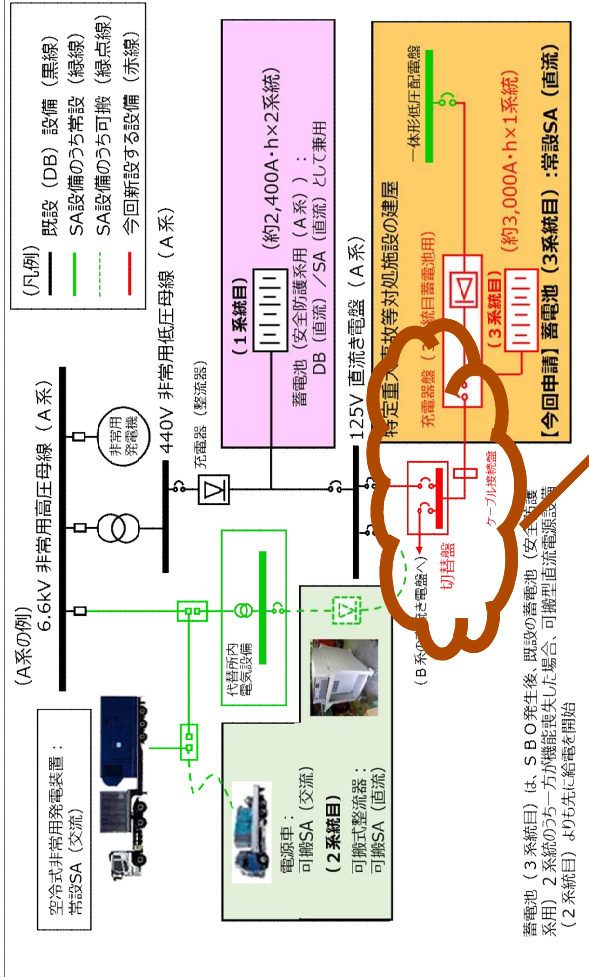 (凡例)
既設（DB）設備（黒線）
SA設備のうち常設（緑線）
SA設備のうち可搬（緑点線）
今回新設する設備（赤線）
(A系の例)
6.6kV 非常用高圧母線（A系）
非常用
発電機
440V 非常用低圧母線（A系）
充電器（整流器）
125V 直流き電盤（A系）
空冷式非常用発電装置：
常設SA（交流）
代替所内
電気設備
電源車：
可搬SA（交流）
(2系統目)
可搬式整流器：
可搬SA（直流）
(1系統目)
(約2,400A・h×2系統)
蓄電池（安全防護系用（A系））：
DB（直流）／SA（直流）として兼用
(B系の
き電盤へ)
切替盤
ケーブル接続盤
特定重大事故等対処施設の建屋
充電器盤（3系統目蓄電池用）
一体形低圧配電盤
(3系統目)
(約3,000A・h×1系統)
【今回申請】蓄電池（3系統目）:常設SA（直流）
蓄電池（3系統目）は、SBO発生後、既設の蓄電池（安全防護
系用）2系統のうち一方が機能喪失した場合、可搬型直流電源設備
（2系統目）よりも先に給電を開始